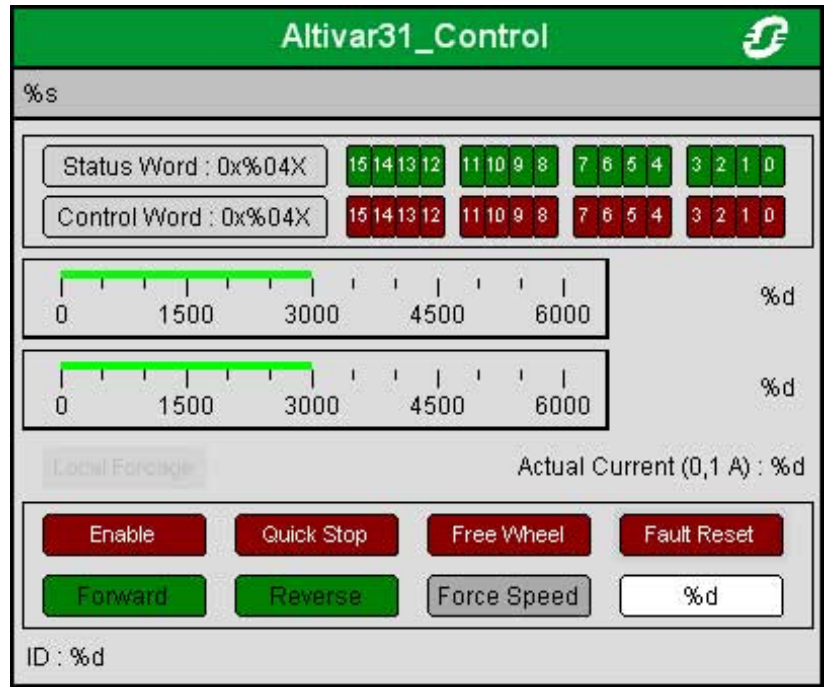 Altivar31_Control
%s
Status Word : 0x%04X 15 14 13 12 11 10 9 8 7 6 5 4 3 2 1 0
Control Word : 0x%04X 15 14 13 12 11 10 9 8 7 6 5 4 3 2 1 0
0 1500 3000 4500 6000 %d
0 1500 3000 4500 6000 %d
Local Forcage Actual Current (0,1 A) : %d
Enable Quick Stop Free Wheel Fault Reset
Forward Reverse Force Speed %d
ID : %d